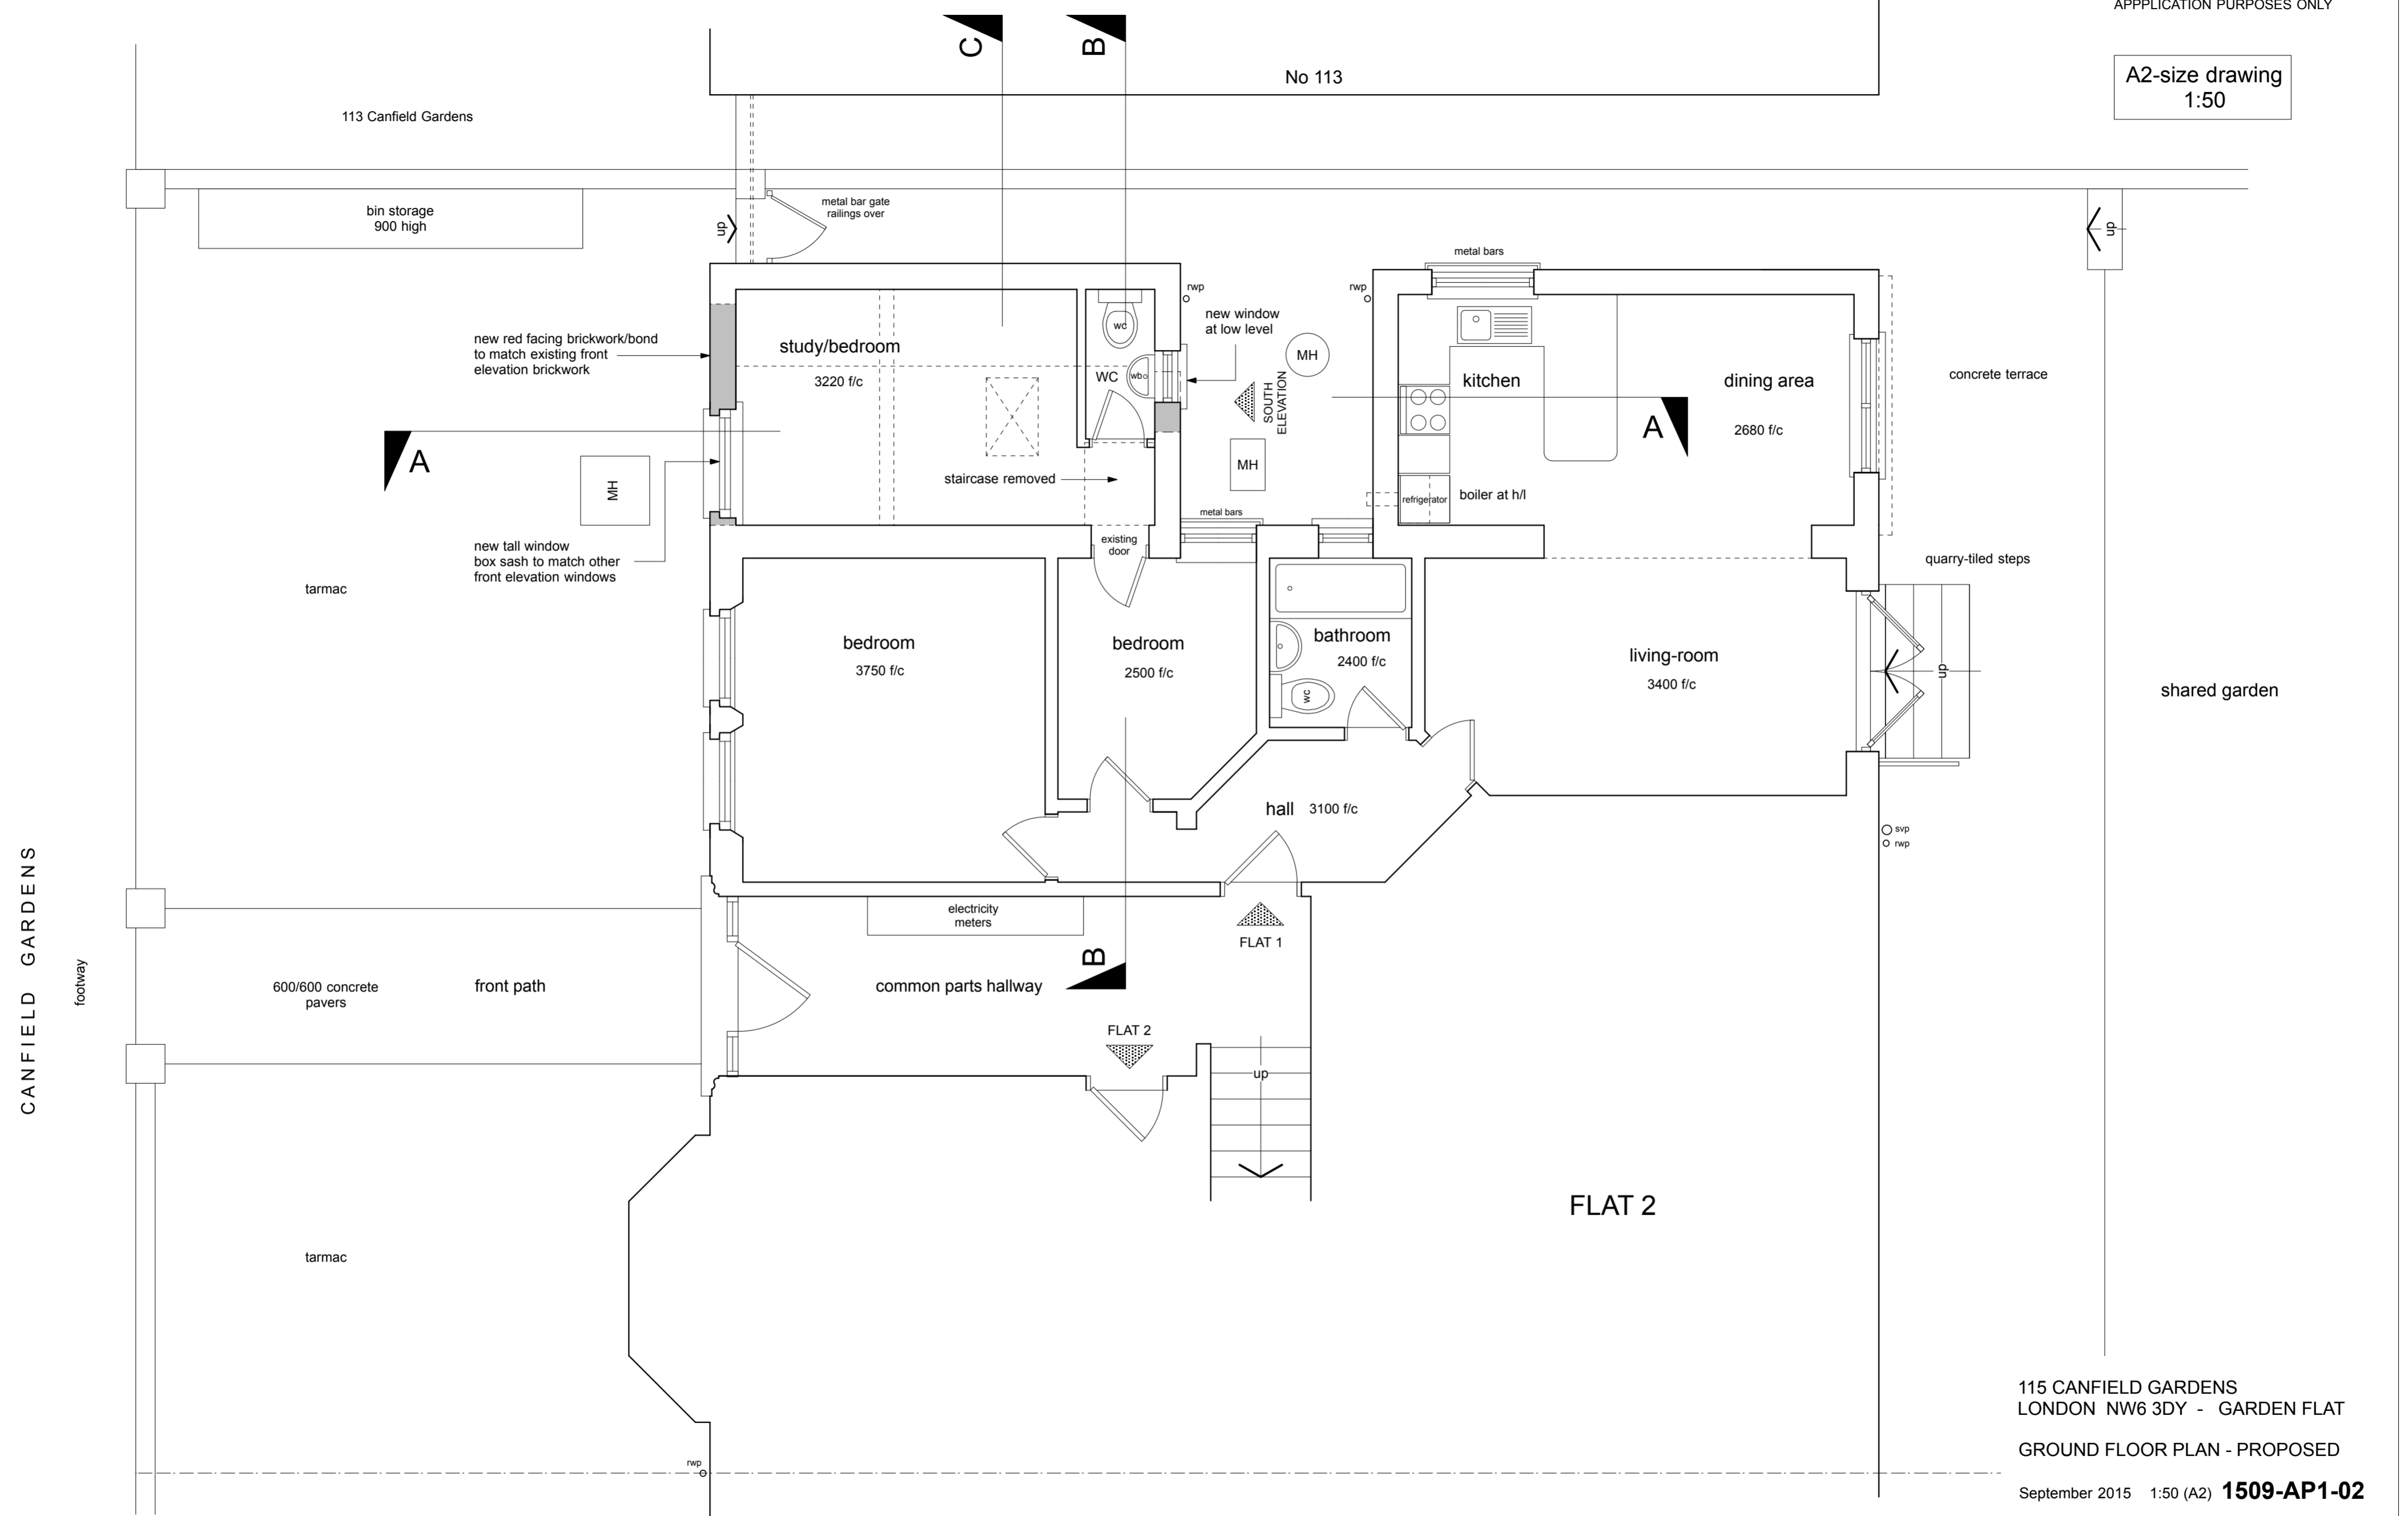 APPPLICATION PURPOSES ONLY
A2-size drawing
1:50
C
B
No 113
113 Canfield Gardens
bin storage
900 high
up
metal bar gate
railings over
up
metal bars
rwp
rwp
new window
at low level
new red facing brickwork/bond
to match existing front
elevation brickwork
study/bedroom
3220 f/c
wc
WC
wb
MH
SOUTH
ELEVATION
kitchen
dining area
2680 f/c
concrete terrace
A
A
MH
MH
staircase removed
refrigerator
boiler at h/l
metal bars
existing
door
new tall window
box sash to match other
front elevation windows
quarry-tiled steps
tarmac
bedroom
3750 f/c
bedroom
2500 f/c
bathroom
2400 f/c
wc
living-room
3400 f/c
up
shared garden
hall 3100 f/c
svp
rwp
CANFIELD GARDENS
footway
electricity
meters
FLAT 1
B
600/600 concrete
pavers
front path
common parts hallway
FLAT 2
up
FLAT 2
tarmac
rwp
115 CANFIELD GARDENS
LONDON NW6 3DY - GARDEN FLAT
GROUND FLOOR PLAN - PROPOSED
September 2015 1:50 (A2) 1509-AP1-02